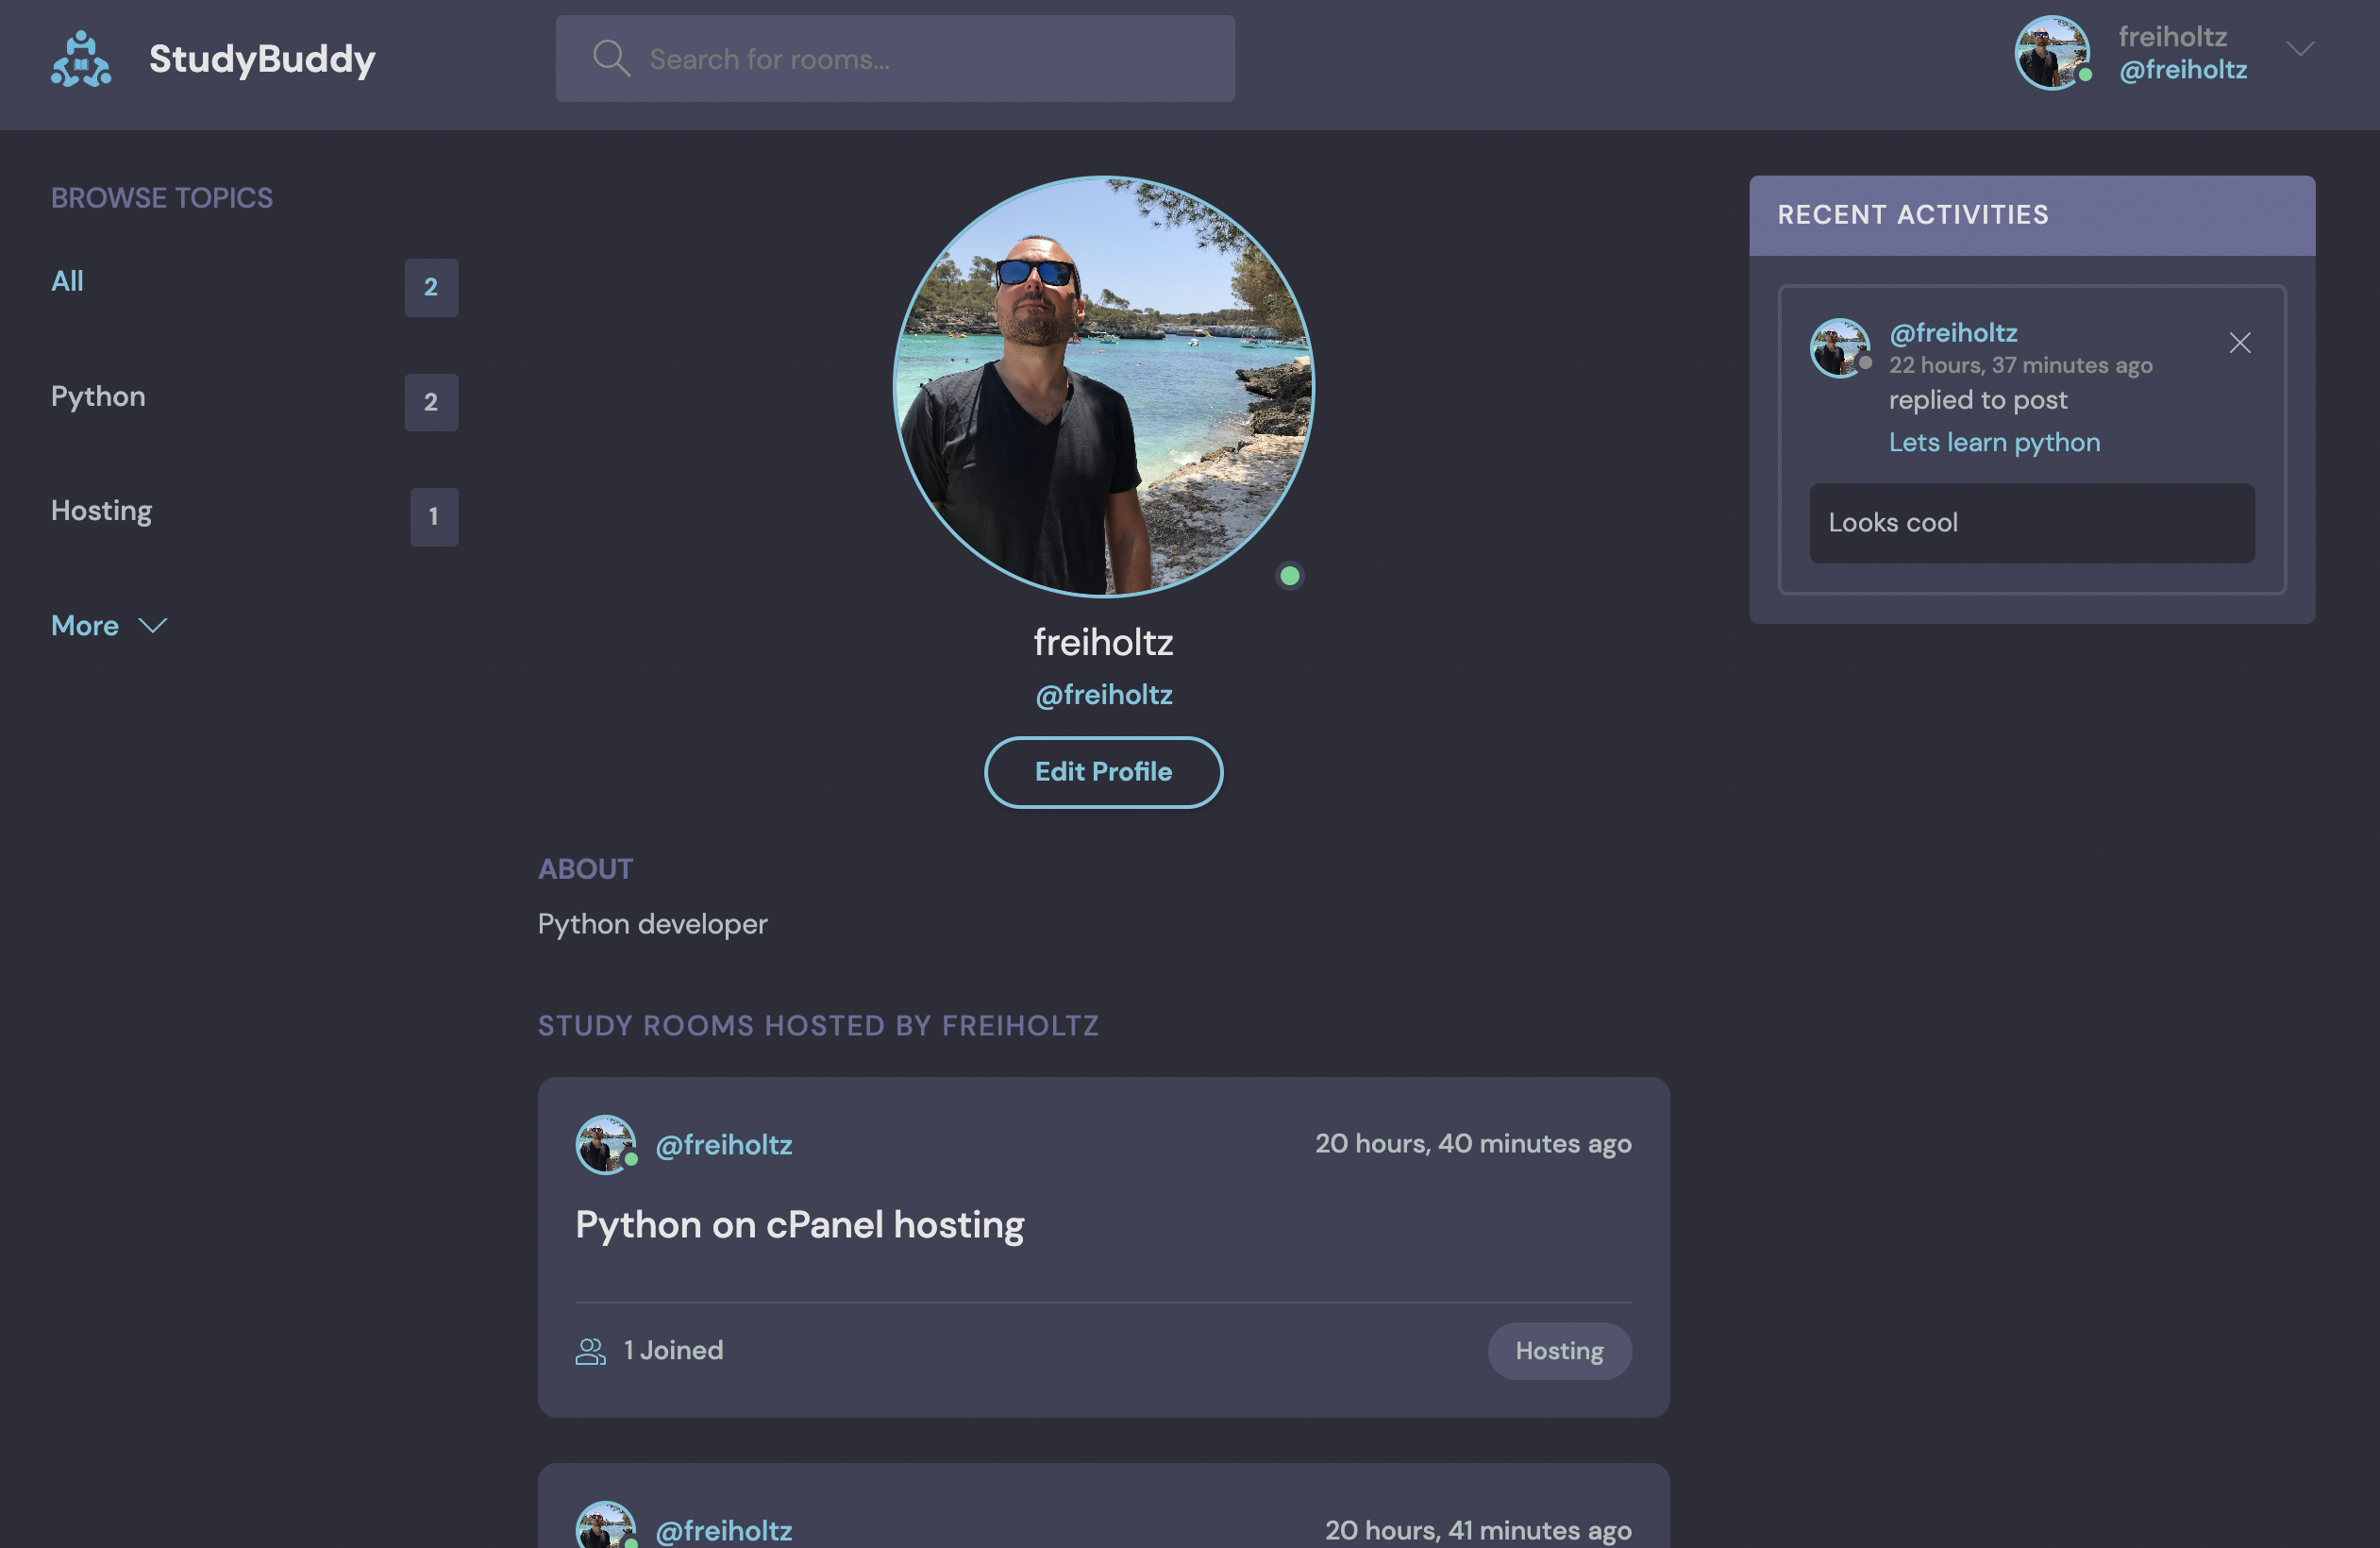 StudyBuddy
Search for rooms...
freiholtz
@freiholtz
BROWSE TOPICS
All
2
Python
2
Hosting
1
More
freiholtz
@freiholtz
Edit Profile
ABOUT
Python developer
STUDY ROOMS HOSTED BY FREIHOLTZ
@freiholtz
20 hours, 40 minutes ago
Python on cPanel hosting
1 Joined
Hosting
@freiholtz
20 hours, 41 minutes ago
RECENT ACTIVITIES
@freiholtz
22 hours, 37 minutes ago
replied to post
Lets learn python
Looks cool